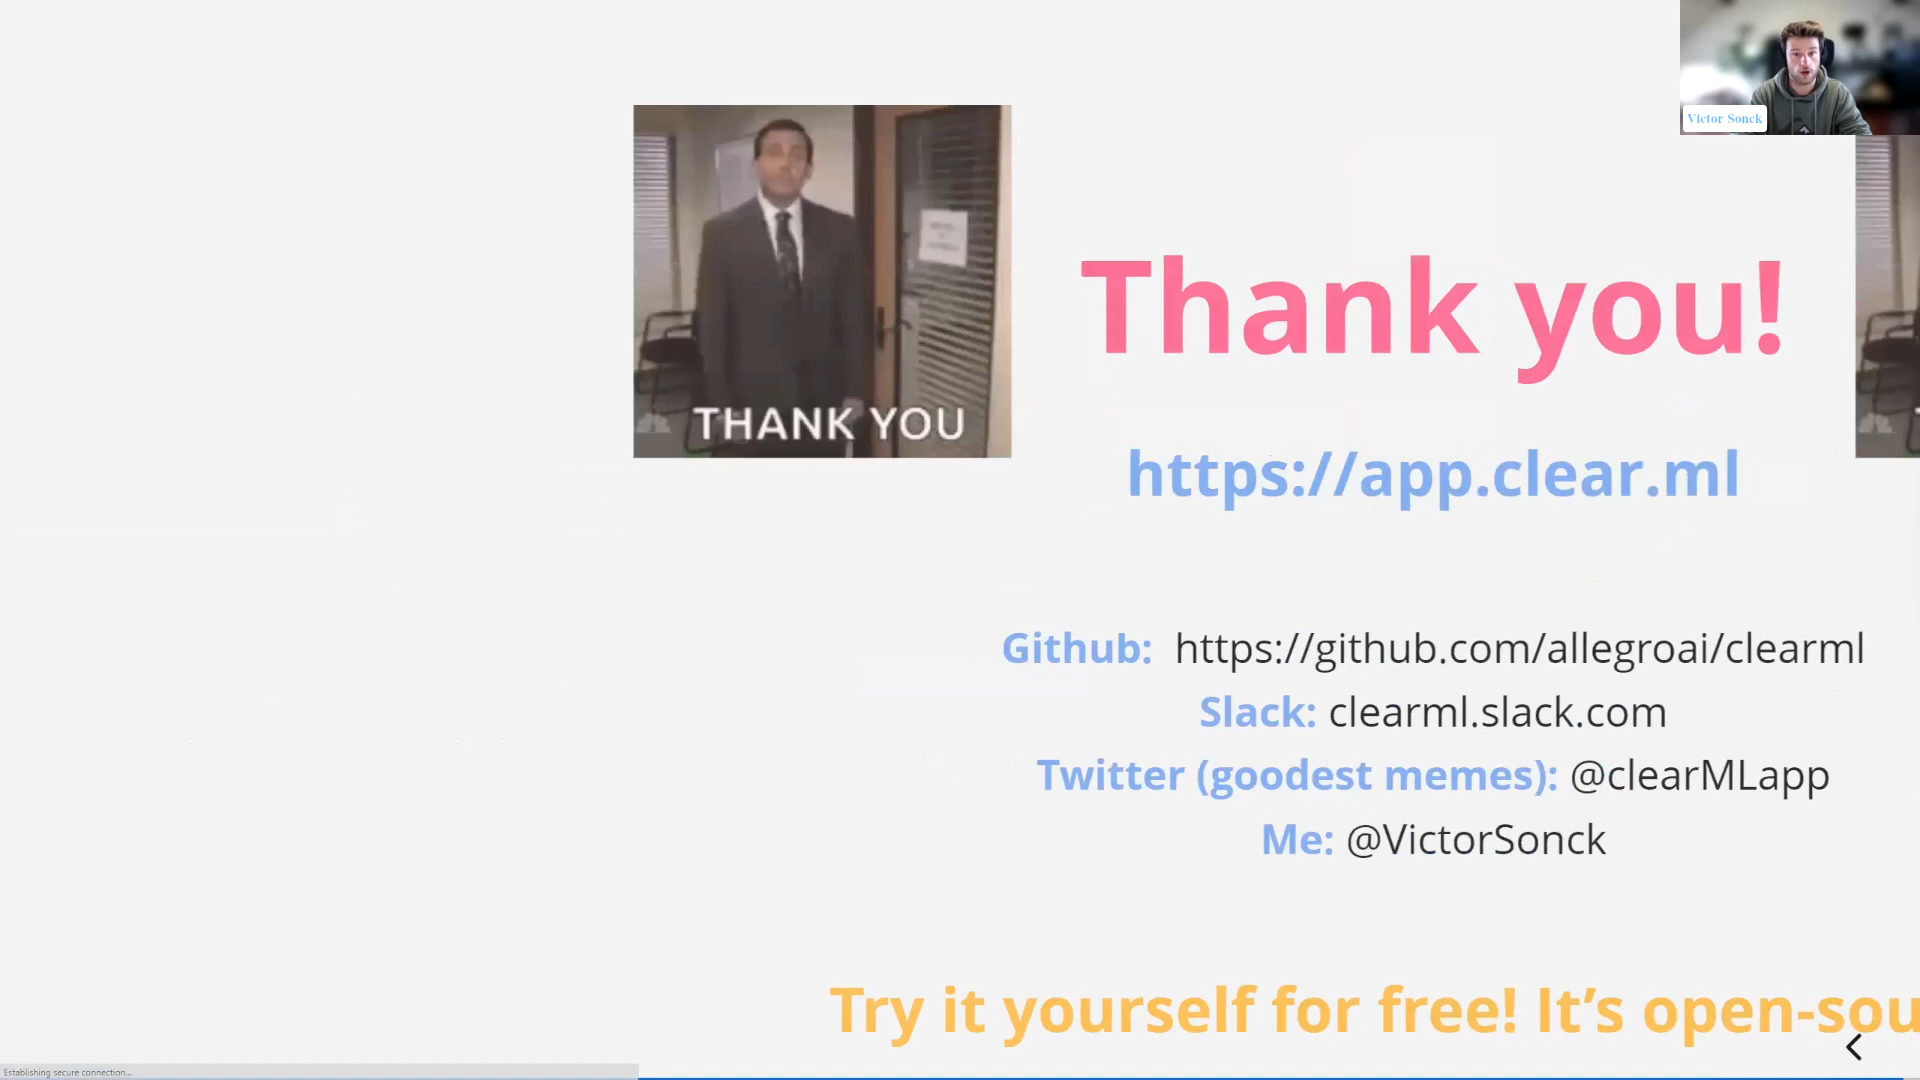 Victor Sonck
THANK YOU
Thank you!
https://app.clear.ml
Github: https://github.com/allegroai/clearml
Slack: clearml.slack.com
Twitter (goodest memes): @clearMLapp
Me: @VictorSonck
Try it yourself for free! It’s open-sou
Establishing secure connection...